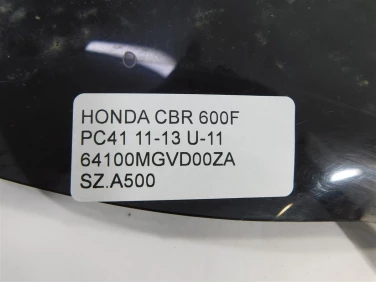 HONDA CBR 600F
PC41 11-13 U-11
64100MGVD00ZA
SZ.A500